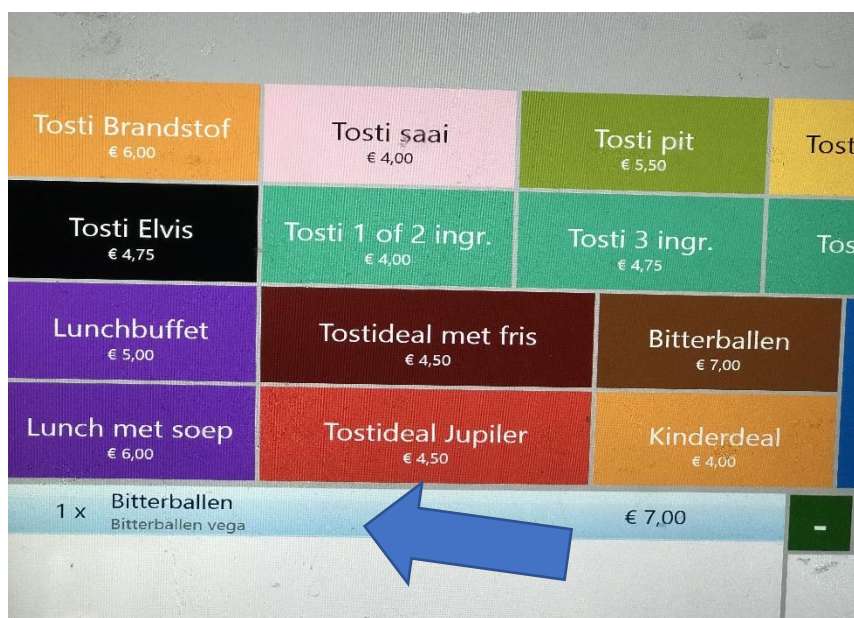 Tosti Brandstof
€ 6,00
Tosti saai
€ 4,00
Tosti pit
€ 5,50
Tosti Elvis
€ 4,75
Tosti 1 of 2 ingr.
€ 4,00
Tosti 3 ingr.
€ 4,75
Lunchbuffet
€ 5,00
Tostideal met fris
€ 4,50
Bitterballen
€ 7,00
Lunch met soep
€ 6,00
Tostideal Jupiler
€ 4,50
Kinderdeal
€ 4,00
1 x Bitterballen € 7,00 -
Bitterballen vega